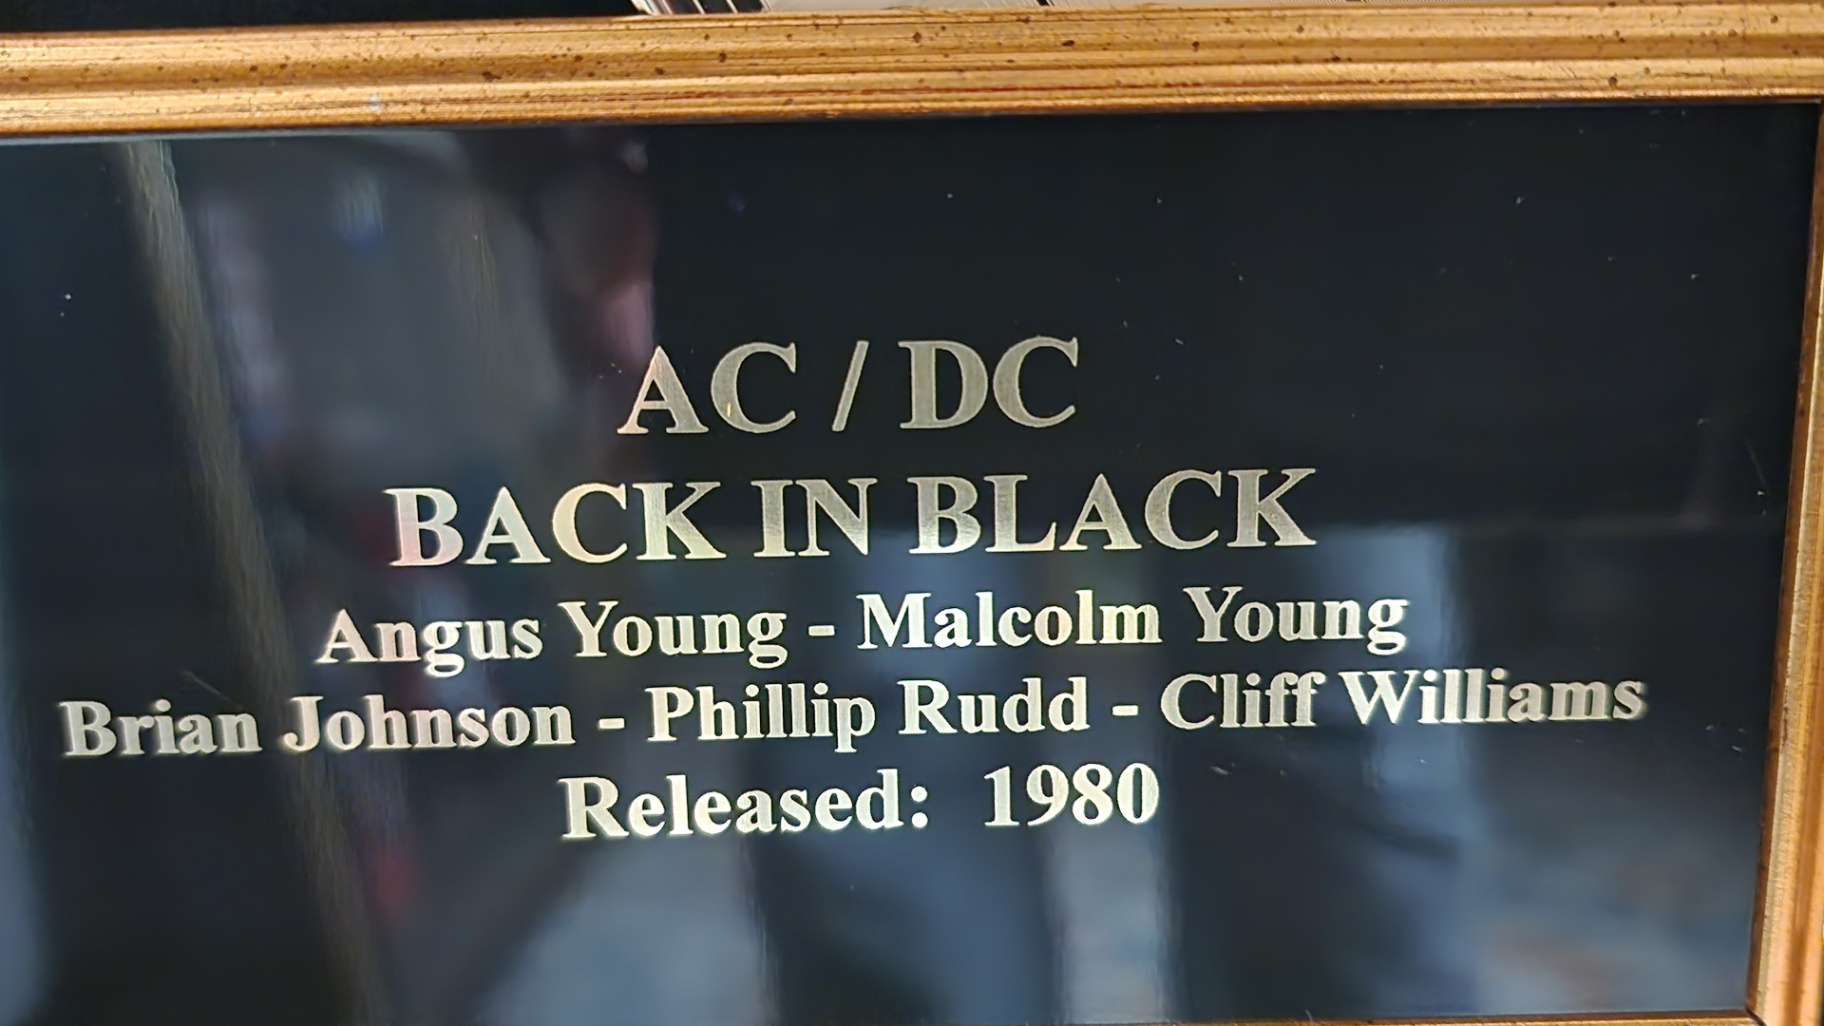 AC / DC
BACK IN BLACK
Angus Young - Malcolm Young
Brian Johnson - Phillip Rudd - Cliff Williams
Released: 1980